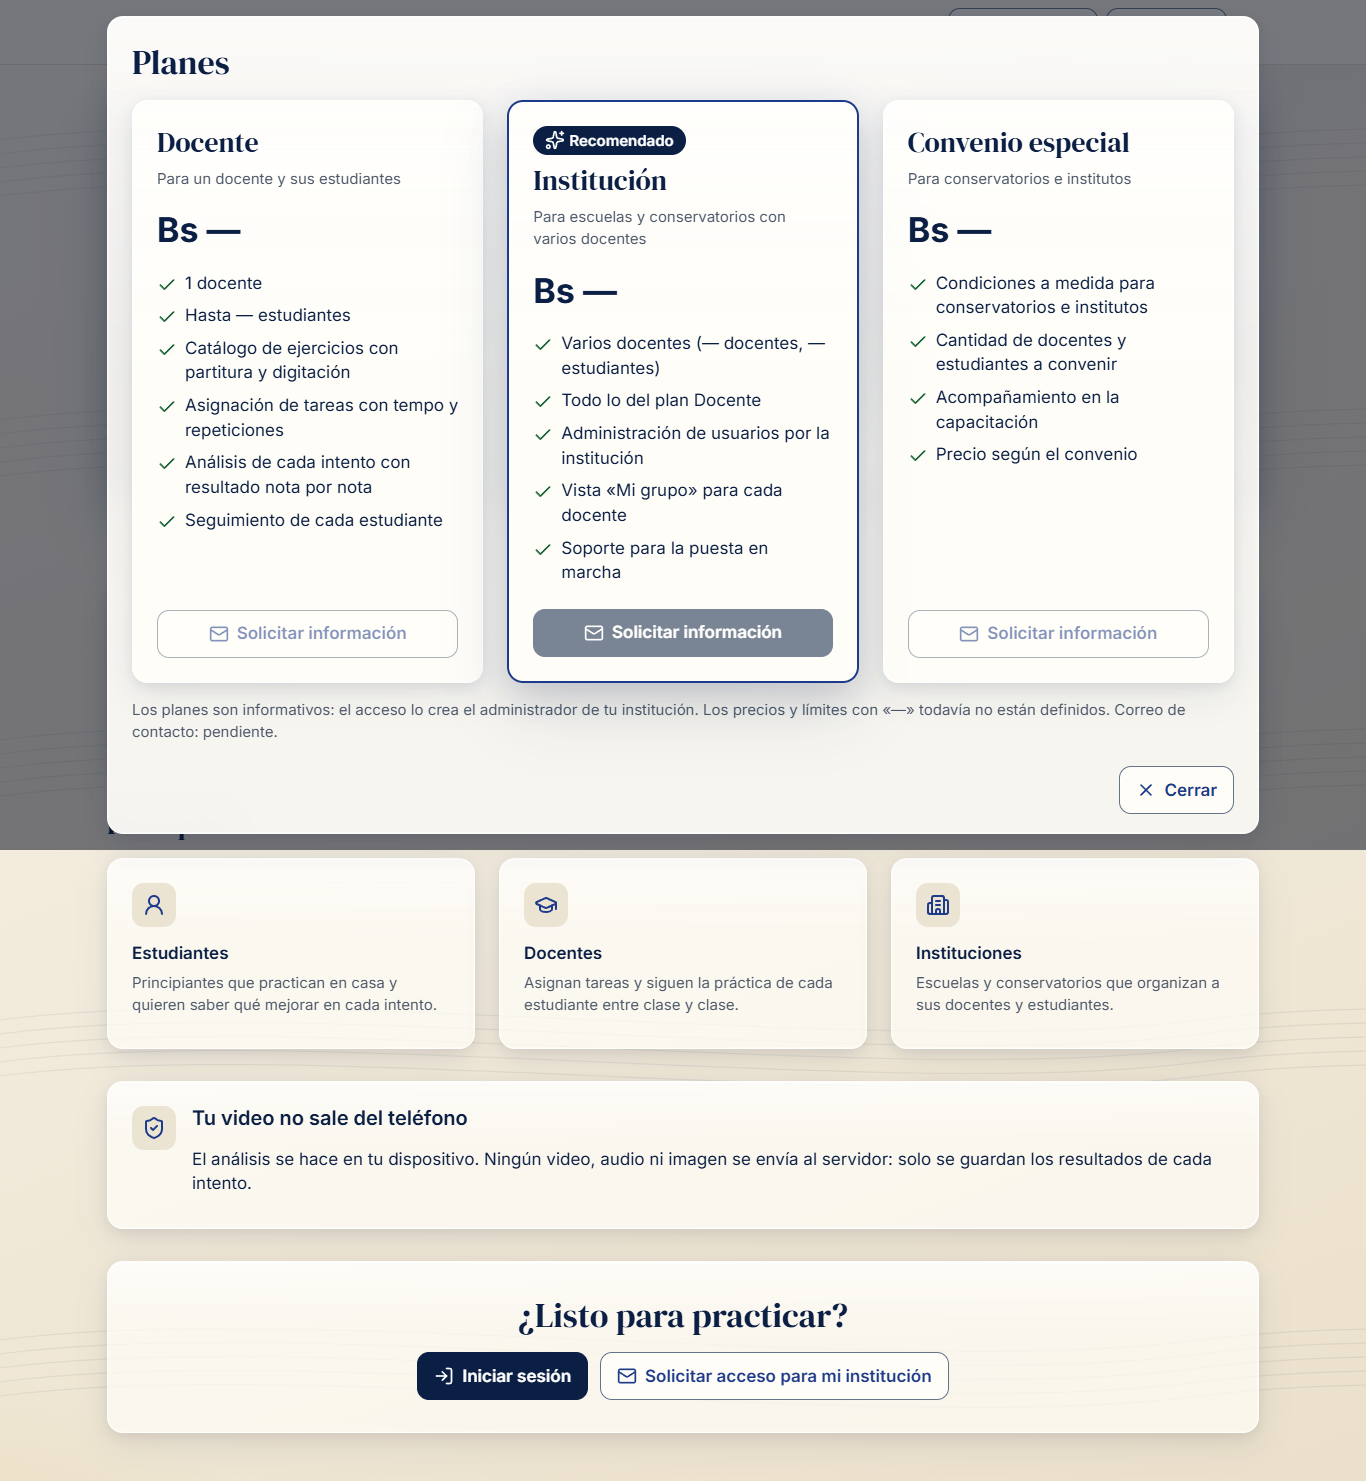 Planes
Docente
Para un docente y sus estudiantes
Bs —
1 docente
Hasta — estudiantes
Catálogo de ejercicios con
partitura y digitación
Asignación de tareas con tempo y
repeticiones
Análisis de cada intento con
resultado nota por nota
Seguimiento de cada estudiante
Solicitar información
Recomendado
Institución
Para escuelas y conservatorios con
varios docentes
Bs —
Varios docentes (— docentes, —
estudiantes)
Todo lo del plan Docente
Administración de usuarios por la
institución
Vista «Mi grupo» para cada
docente
Soporte para la puesta en
marcha
Solicitar información
Convenio especial
Para conservatorios e institutos
Bs —
Condiciones a medida para
conservatorios e institutos
Cantidad de docentes y
estudiantes a convenir
Acompañamiento en la
capacitación
Precio según el convenio
Solicitar información
Los planes son informativos: el acceso lo crea el administrador de tu institución. Los precios y límites con «—» todavía no están definidos. Correo de
contacto: pendiente.
Cerrar
Estudiantes
Principiantes que practican en casa y
quieren saber qué mejorar en cada intento.
Docentes
Asignan tareas y siguen la práctica de cada
estudiante entre clase y clase.
Instituciones
Escuelas y conservatorios que organizan a
sus docentes y estudiantes.
Tu video no sale del teléfono
El análisis se hace en tu dispositivo. Ningún video, audio ni imagen se envía al servidor: solo se guardan los resultados de cada
intento.
¿Listo para practicar?
Iniciar sesión
Solicitar acceso para mi institución